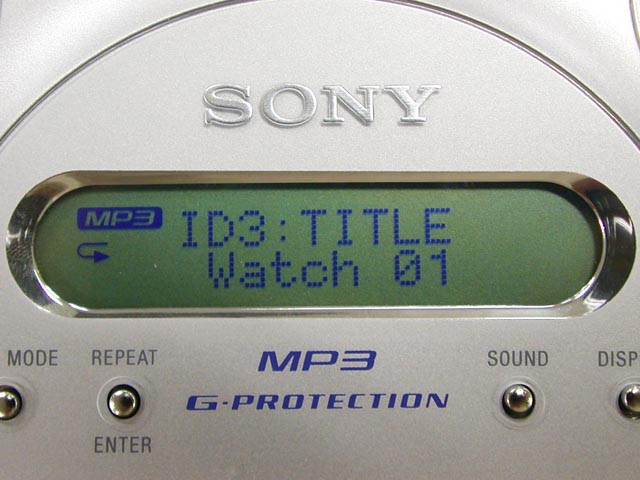 SONY
MP3 ID3:TITLE
Watch 01
MODE REPEAT MP3 SOUND DISP
G-PROTECTION
ENTER